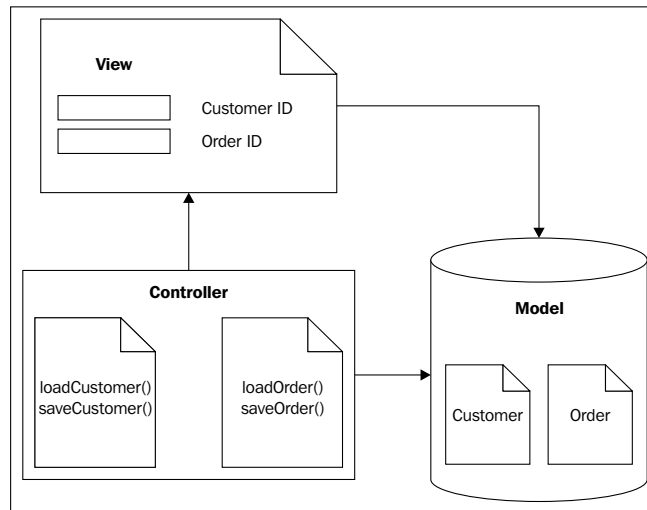 View
Customer ID
Order ID
Controller
loadCustomer()
saveCustomer()
loadOrder()
saveOrder()
Model
Customer
Order